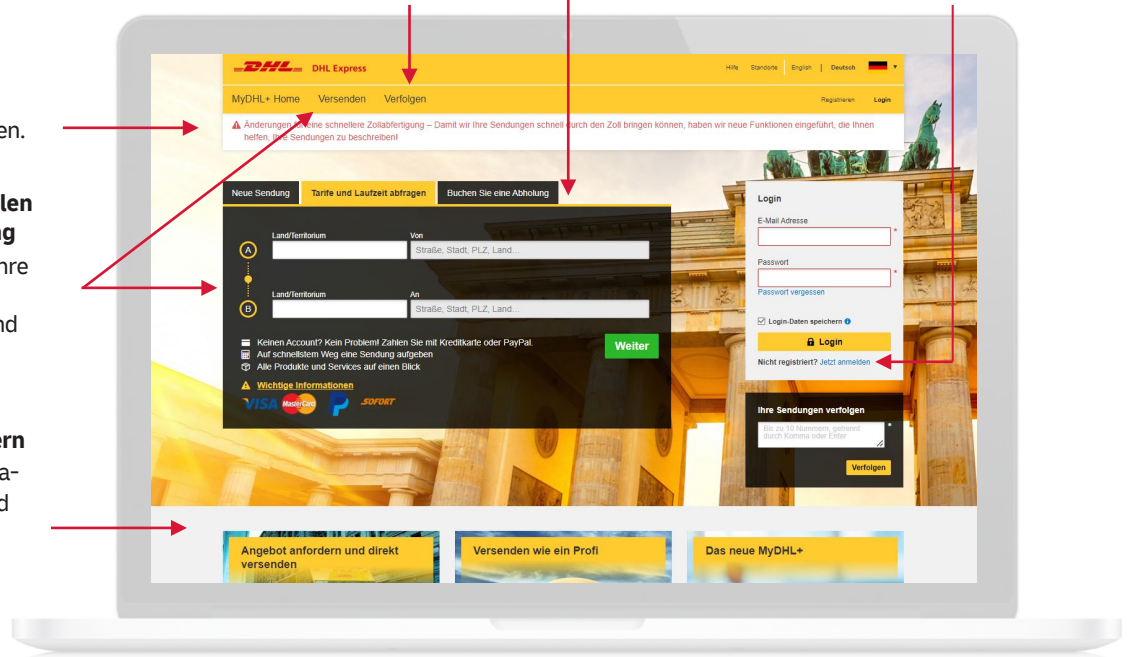 en.
len
ng
hre
nd
ern
a-
d
DHL DHL Express
Hilfe Standorte English | Deutsch
MyDHL+ Home Versenden Verfolgen
Registrieren Login
Änderungen für eine schnellere Zollabfertigung – Damit wir Ihre Sendungen schnell durch den Zoll bringen können, haben wir neue Funktionen eingeführt, die Ihnen
helfen. Ihre Sendungen zu beschreiben!
Neue Sendung Tarife und Laufzeit abfragen Buchen Sie eine Abholung
Land/Territorium Von
A Straße, Stadt, PLZ, Land...
Land/Territorium An
B Straße, Stadt, PLZ, Land...
Keinen Account? Kein Problem! Zahlen Sie mit Kreditkarte oder PayPal.
Auf schnellstem Weg eine Sendung aufgeben
Alle Produkte und Services auf einen Blick
Weiter
Wichtige Informationen
VISA MasterCard P SOFORT
Login
E-Mail Adresse
*
Passwort
*
Passwort vergessen
Login-Daten speichern
Login
Nicht registriert? Jetzt anmelden
Ihre Sendungen verfolgen
Bis zu 10 Nummern, getrennt *
durch Komma oder Enter
Verfolgen
Angebot anfordern und direkt
versenden
Versenden wie ein Profi
Das neue MyDHL+